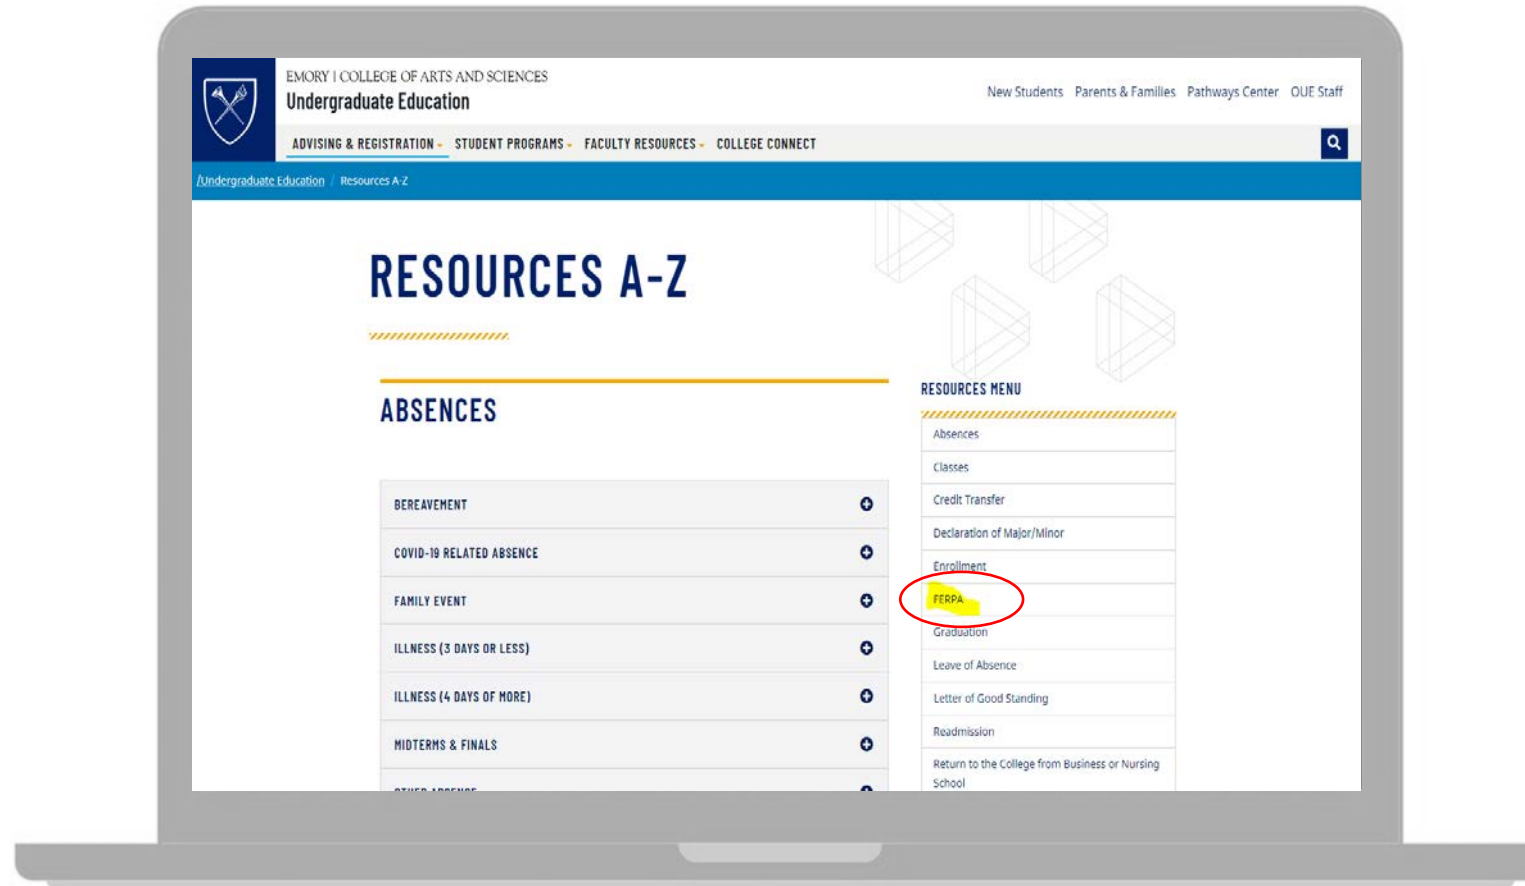 EMORY | COLLEGE OF ARTS AND SCIENCES
Undergraduate Education
New Students Parents & Families Pathways Center OUE Staff
ADVISING & REGISTRATION STUDENT PROGRAMS FACULTY RESOURCES COLLEGE CONNECT
/Undergraduate Education / Resources A-Z
RESOURCES A-Z
ABSENCES
BEREAVEMENT
COVID-19 RELATED ABSENCE
FAMILY EVENT
ILLNESS (3 DAYS OR LESS)
ILLNESS (4 DAYS OF MORE)
MIDTERMS & FINALS
OTHER ABSENCE
RESOURCES MENU
Absences
Classes
Credit Transfer
Declaration of Major/Minor
Enrollment
FERPA
Graduation
Leave of Absence
Letter of Good Standing
Readmission
Return to the College from Business or Nursing
School